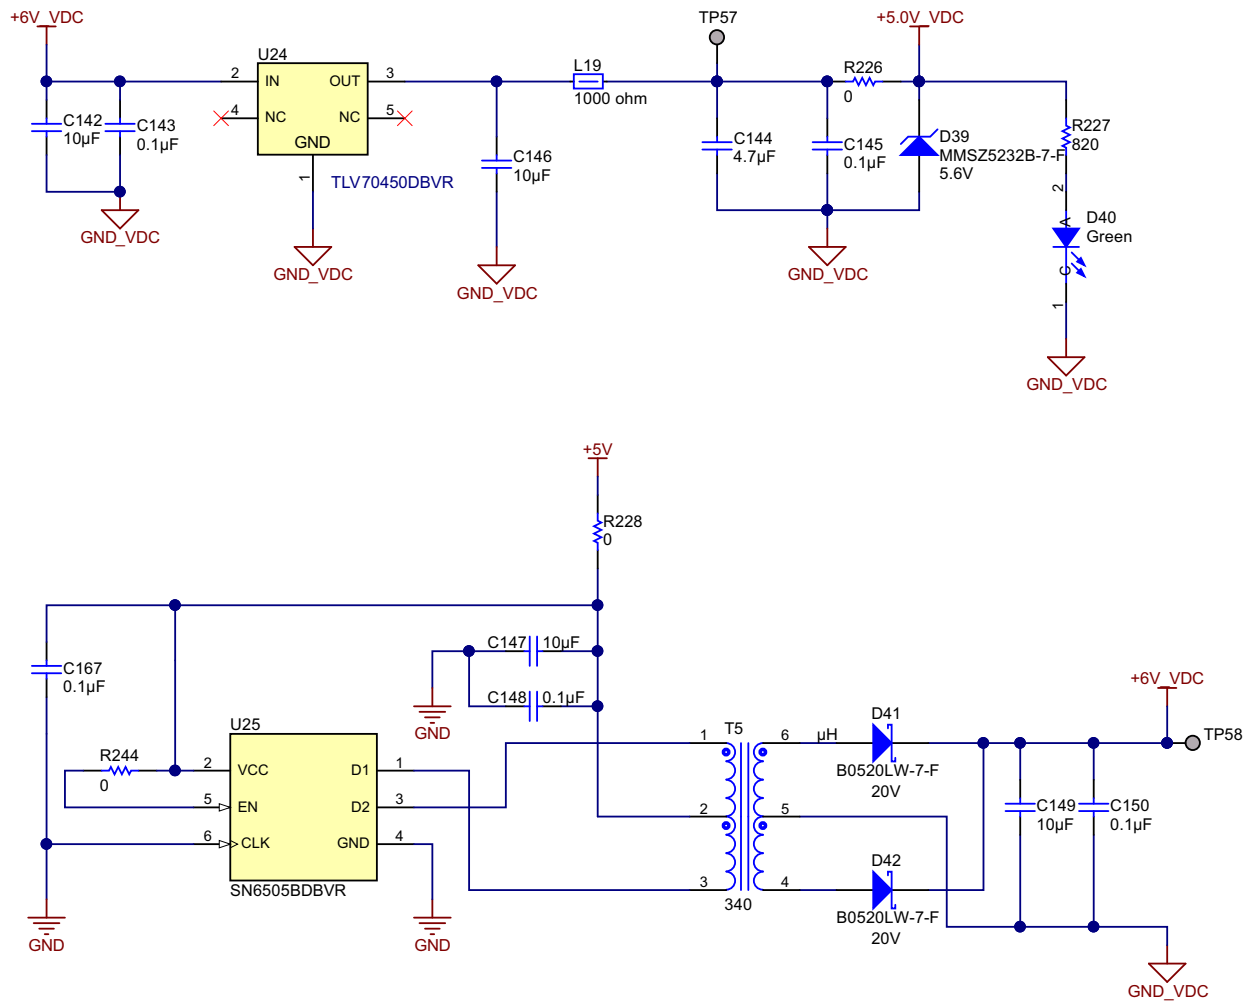 +6V_VDC
TP57
+5.0V_VDC
U24
2
IN
OUT
3
4
NC
NC
5
GND
1
TLV70450DBVR
C142
10µF
C143
0.1µF
GND_VDC
GND_VDC
C146
10µF
GND_VDC
L19
1000 ohm
C144
4.7µF
C145
0.1µF
GND_VDC
R226
0
D39
MMSZ5232B-7-F
5.6V
R227
820
2
A
D40
Green
C
1
GND_VDC
+5V
R228
0
C147
10µF
C148
0.1µF
GND
C167
0.1µF
R244
0
U25
2
VCC
D1
1
5
EN
D2
3
6
CLK
GND
4
SN6505BDBVR
GND
GND
T5
1
6
µH
2
5
3
4
340
D41
B0520LW-7-F
20V
D42
B0520LW-7-F
20V
+6V_VDC
TP58
C149
10µF
C150
0.1µF
GND_VDC